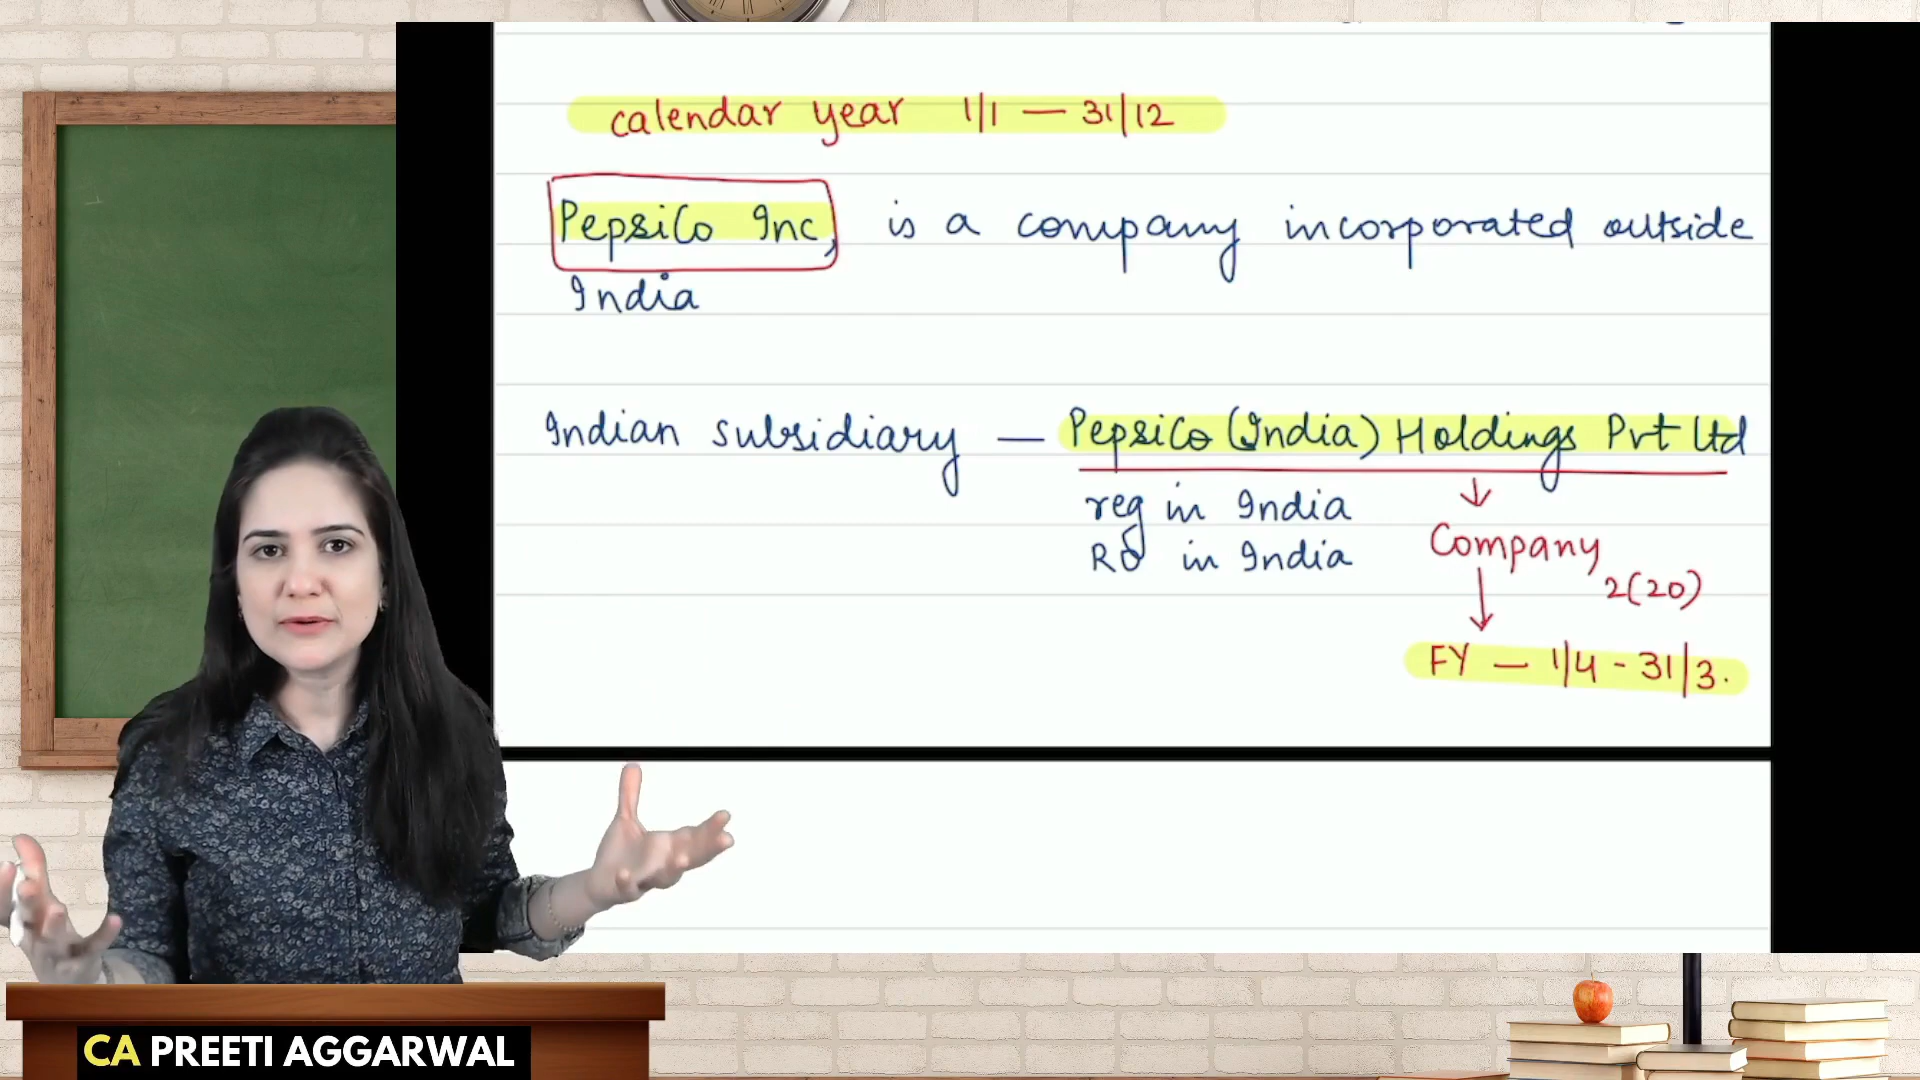 calendar year 1/1 — 31/12
PepsiCo Inc, is a company incorporated outside
India
Indian subsidiary — Pepsico (India) Holdings Pvt Ltd
reg in India
RO in India
Company
2(20)
FY — 1/4 - 31/3.
CA PREETI AGGARWAL